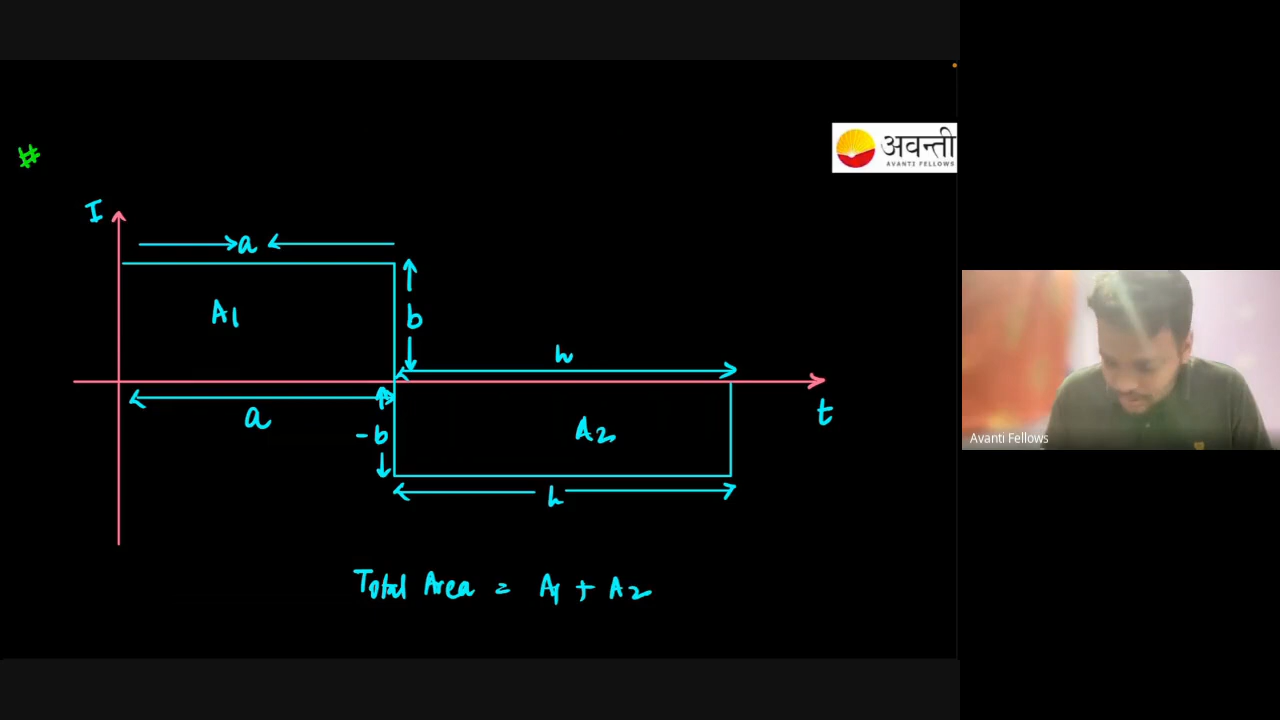 #
अवन्ती
AVANTI FELLOWS
I
a
A1
b
h
a
t
-b
A2
h
Total Area = A1 + A2
Avanti Fellows